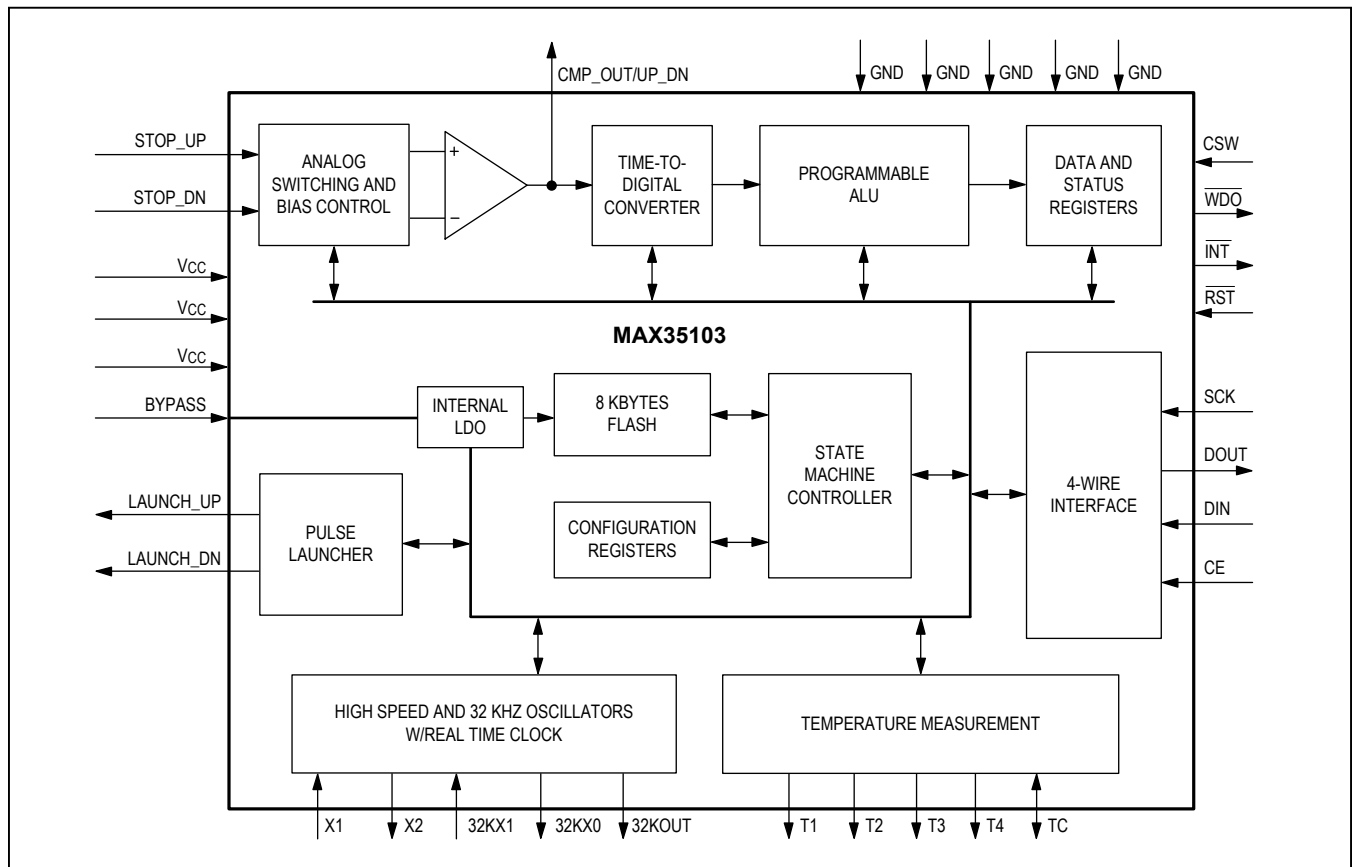 CMP_OUT/UP_DN
GND
GND
GND
GND
GND
STOP_UP
STOP_DN
VCC
VCC
VCC
BYPASS
LAUNCH_UP
LAUNCH_DN
ANALOG
SWITCHING AND
BIAS CONTROL
+
−
TIME-TO-
DIGITAL
CONVERTER
PROGRAMMABLE
ALU
DATA AND
STATUS
REGISTERS
CSW
WDO
INT
RST
MAX35103
INTERNAL
LDO
8 KBYTES
FLASH
STATE
MACHINE
CONTROLLER
CONFIGURATION
REGISTERS
PULSE
LAUNCHER
4-WIRE
INTERFACE
SCK
DOUT
DIN
CE
HIGH SPEED AND 32 KHZ OSCILLATORS
W/REAL TIME CLOCK
TEMPERATURE MEASUREMENT
X1
X2
32KX1
32KX0
32KOUT
T1
T2
T3
T4
TC